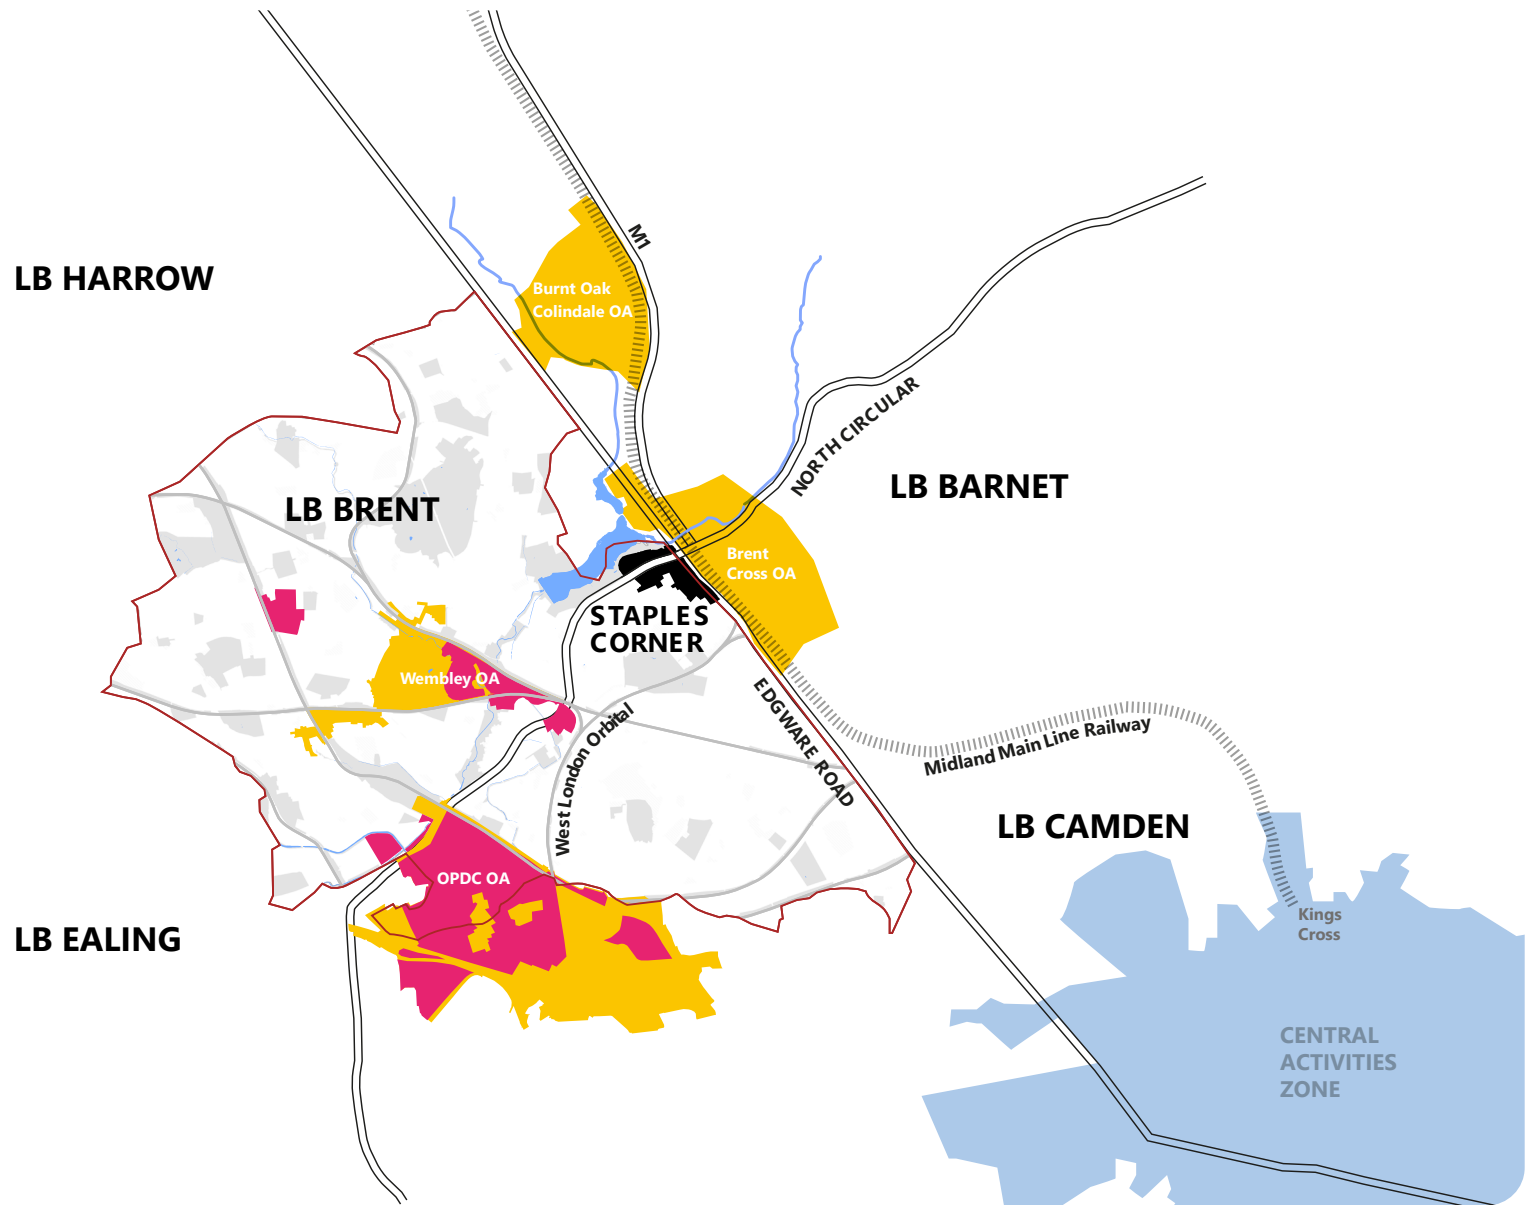 M1
LB HARROW
Burnt Oak
Colindale OA
NORTH CIRCULAR
LB BARNET
LB BRENT
Brent
Cross OA
STAPLES
CORNER
Wembley OA
EDGWARE ROAD
West London Orbital
Midland Main Line Railway
LB CAMDEN
OPDC OA
Kings
Cross
LB EALING
CENTRAL
ACTIVITIES
ZONE